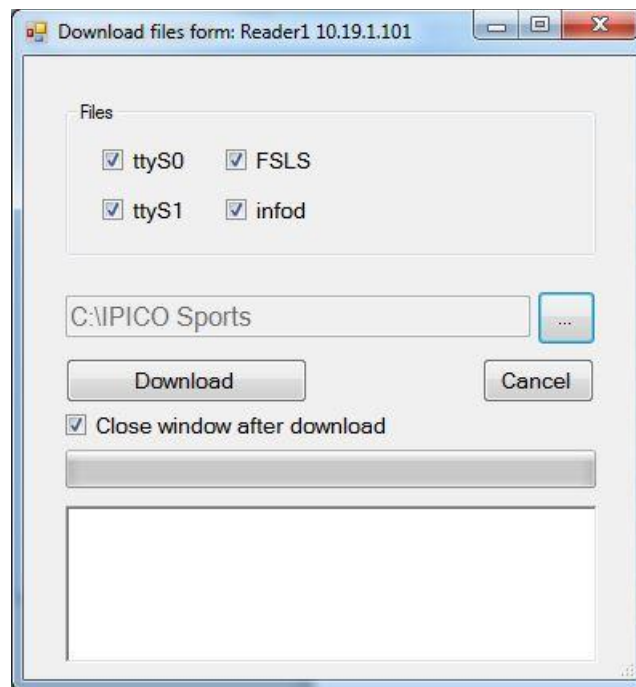 Download files form: Reader1 10.19.1.101
Files
ttyS0 FSLS
ttyS1 infod
C:\IPICO Sports ...
Download Cancel
Close window after download